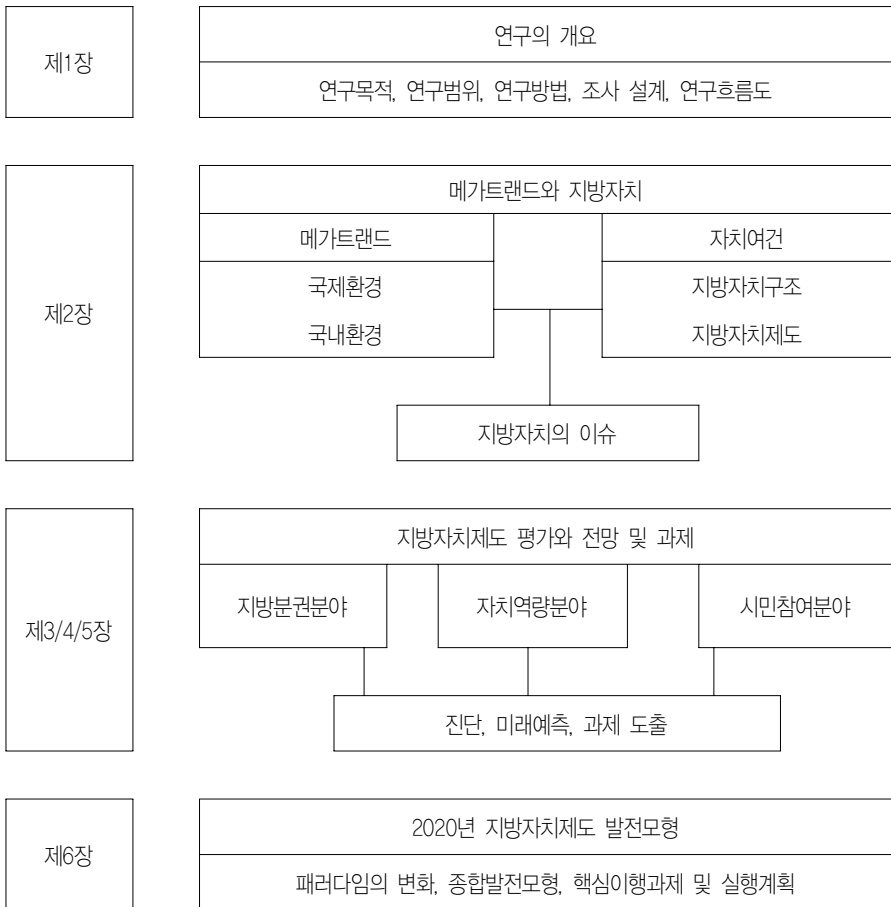 제1장
연구의 개요
연구목적, 연구범위, 연구방법, 조사 설계, 연구흐름도
제2장
메가트랜드와 지방자치
메가트랜드
자치여건
국제환경
지방자치구조
국내환경
지방자치제도
지방자치의 이슈
제3/4/5장
지방자치제도 평가와 전망 및 과제
지방분권분야
자치역량분야
시민참여분야
진단, 미래예측, 과제 도출
제6장
2020년 지방자치제도 발전모형
패러다임의 변화, 종합발전모형, 핵심이행과제 및 실행계획